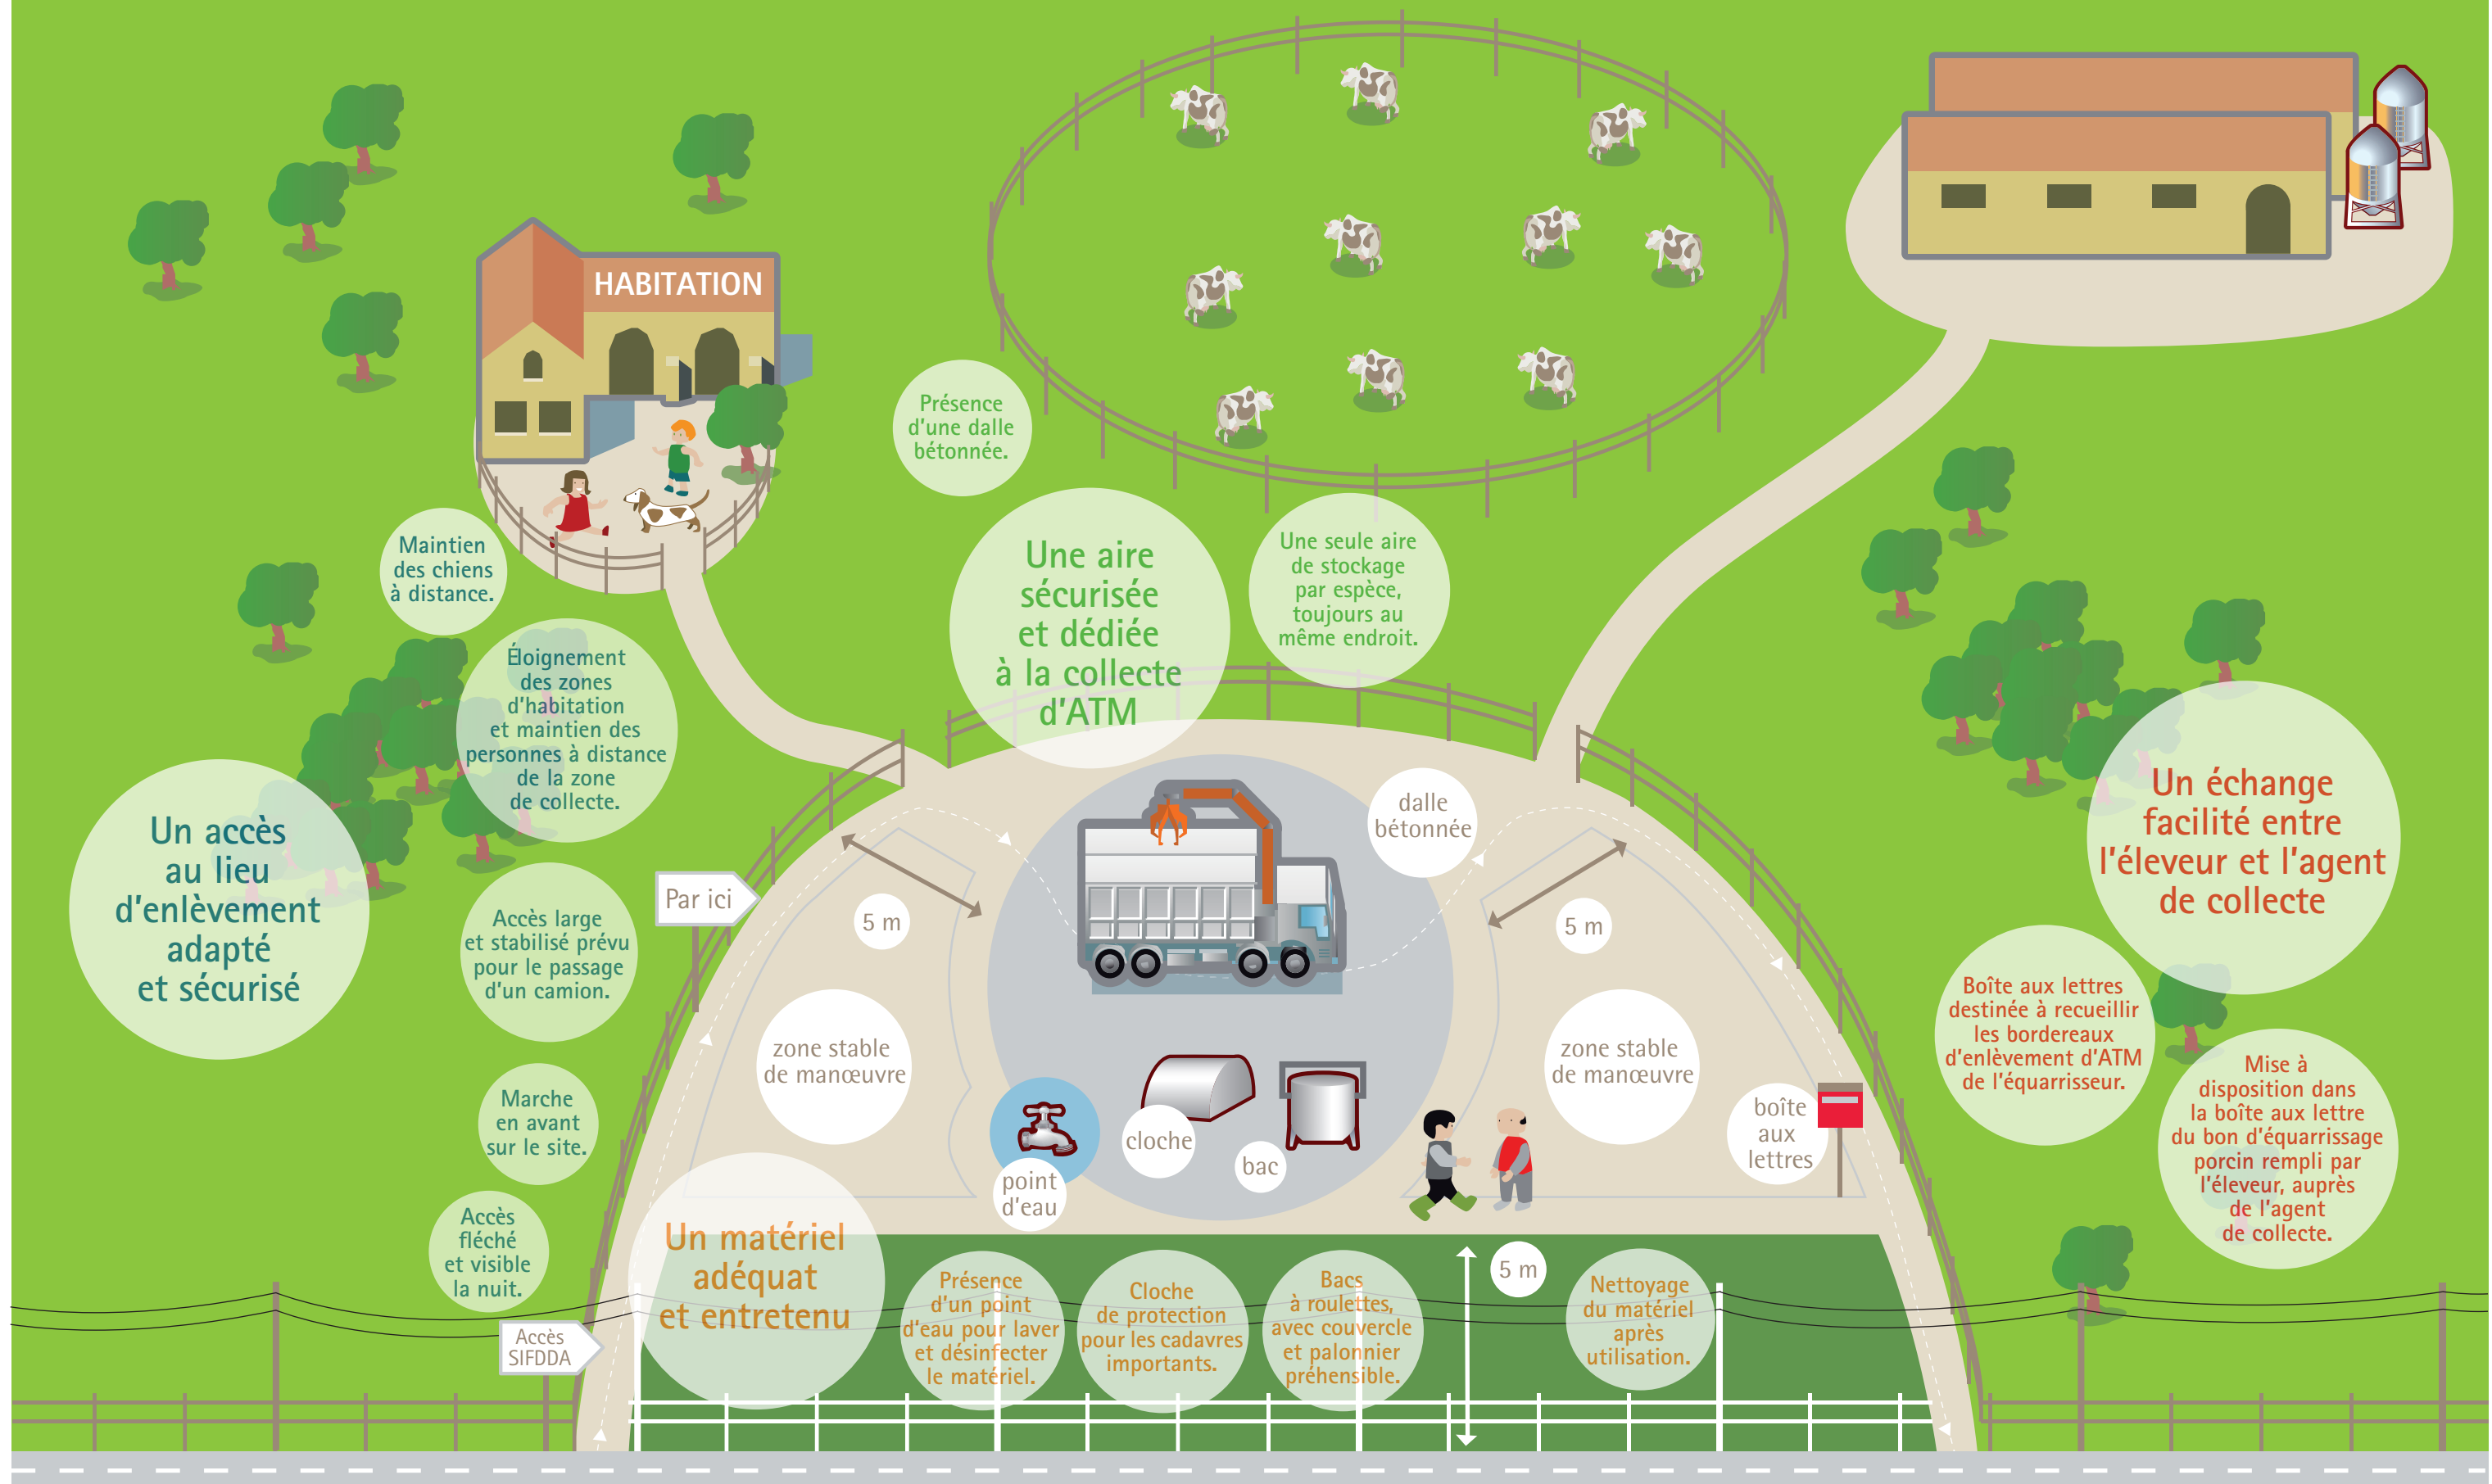 HABITATION
Présence
d'une dalle
bétonnée.
Une aire
sécurisée
et dédiée
à la collecte
d'ATM
Une seule aire
de stockage
par espèce,
toujours au
même endroit.
Maintien
des chiens
à distance.
Éloignement
des zones
d'habitation
et maintien des
personnes à distance
de la zone
de collecte.
Un accès
au lieu
d'enlèvement
adapté
et sécurisé
Accès large
et stabilisé prévu
pour le passage
d'un camion.
Marche
en avant
sur le site.
Accès
fléché
et visible
la nuit.
Par ici
Accès
SIFDDA
5 m
zone stable
de manœuvre
dalle
bétonnée
5 m
zone stable
de manœuvre
point
d'eau
cloche
bac
boîte
aux
lettres
Un échange
facilité entre
l'éleveur et l'agent
de collecte
Boîte aux lettres
destinée à recueillir
les bordereaux
d'enlèvement d'ATM
de l'équarrisseur.
Mise à
disposition dans
la boîte aux lettre
du bon d'équarrissage
porcin rempli par
l'éleveur, auprès
de l'agent
de collecte.
Un matériel
adéquat
et entretenu
Présence
d'un point
d'eau pour laver
et désinfecter
le matériel.
Cloche
de protection
pour les cadavres
importants.
Bacs
à roulettes,
avec couvercle
et palonnier
préhensible.
5 m
Nettoyage
du matériel
après
utilisation.